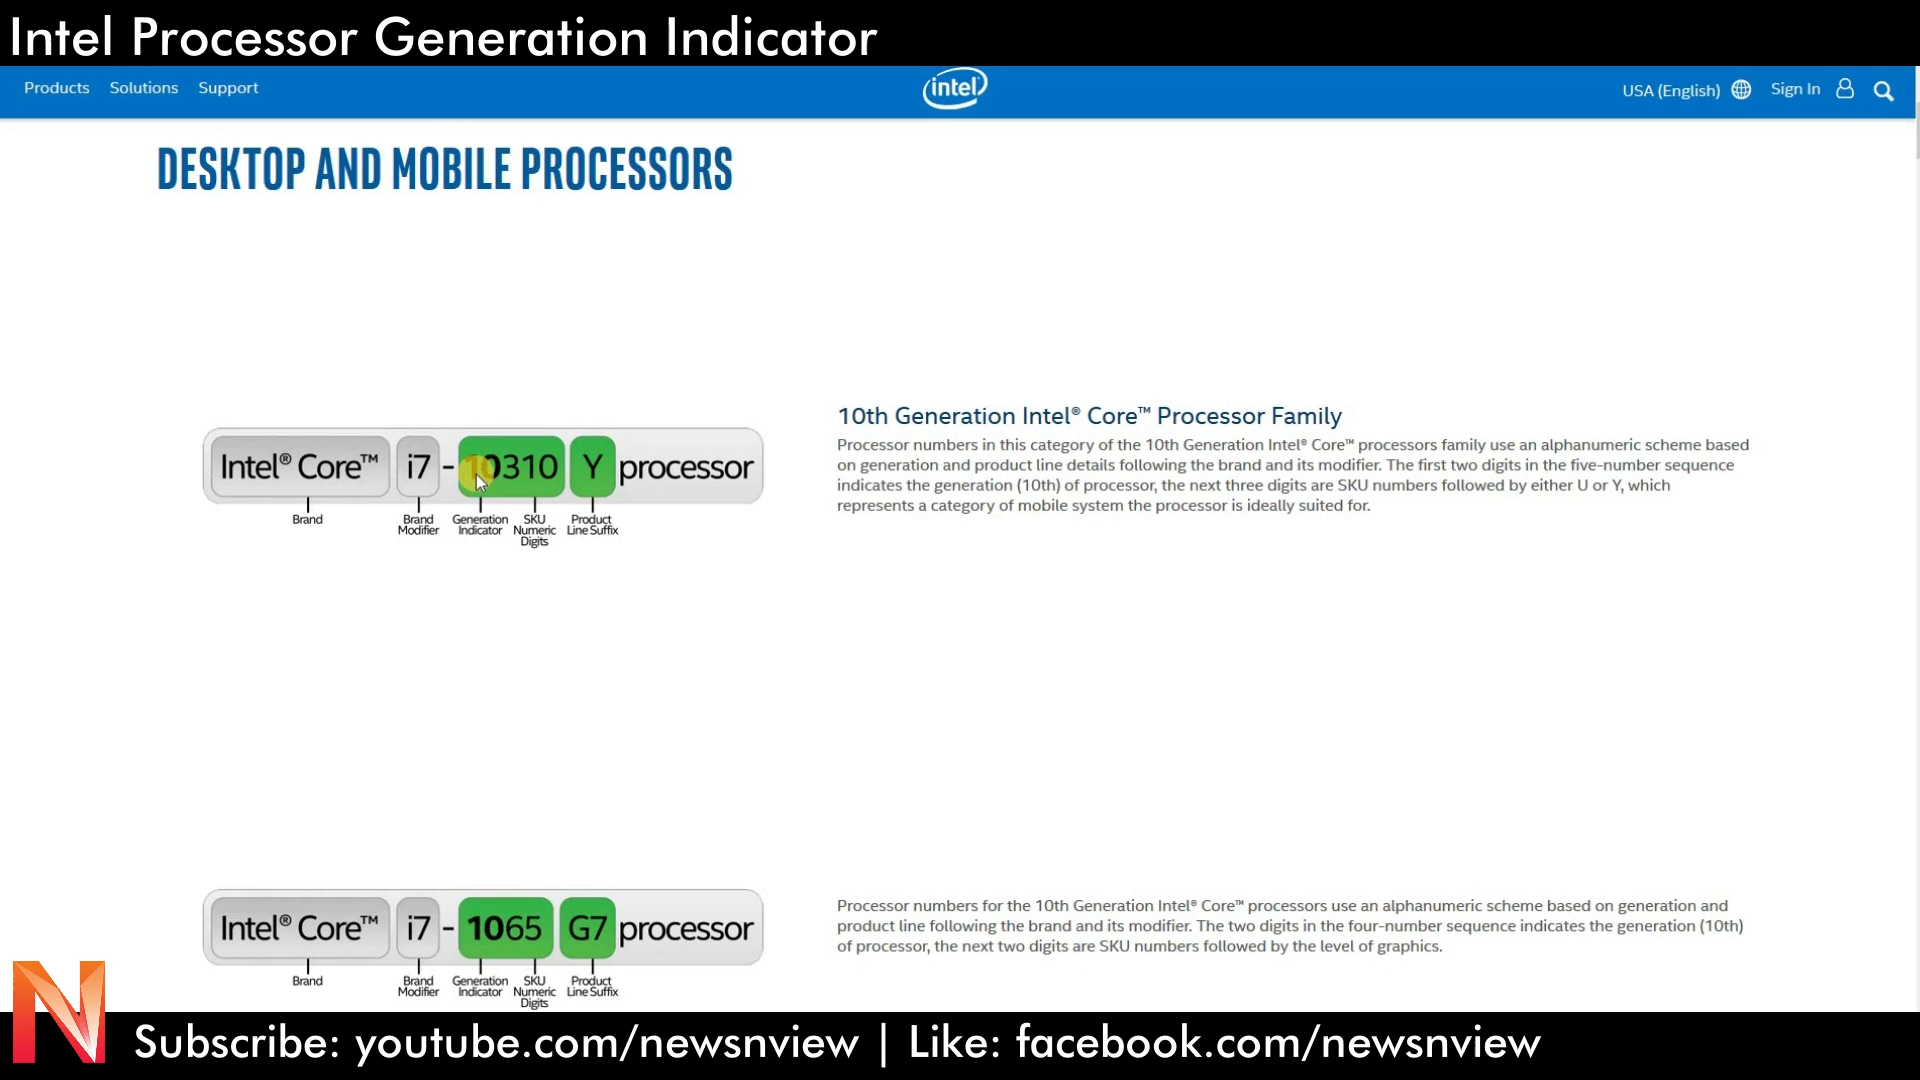 Intel Processor Generation Indicator
Products Solutions Support
intel
USA (English) Sign In
DESKTOP AND MOBILE PROCESSORS
10th Generation Intel® Core™ Processor Family
Processor numbers in this category of the 10th Generation Intel® Core™ processors family use an alphanumeric scheme based
on generation and product line details following the brand and its modifier. The first two digits in the five-number sequence
indicates the generation (10th) of processor, the next three digits are SKU numbers followed by either U or Y, which
represents a category of mobile system the processor is ideally suited for.
Intel® Core™ i7 - 10310 Y processor
Brand
Brand Modifier
Generation Indicator
SKU Numeric Digits
Product Line Suffix
Processor numbers for the 10th Generation Intel® Core™ processors use an alphanumeric scheme based on generation and
product line following the brand and its modifier. The two digits in the four-number sequence indicates the generation (10th)
of processor, the next two digits are SKU numbers followed by the level of graphics.
Intel® Core™ i7 - 1065 G7 processor
Brand
Brand Modifier
Generation Indicator
SKU Numeric Digits
Product Line Suffix
N
Subscribe: youtube.com/newsnview | Like: facebook.com/newsnview